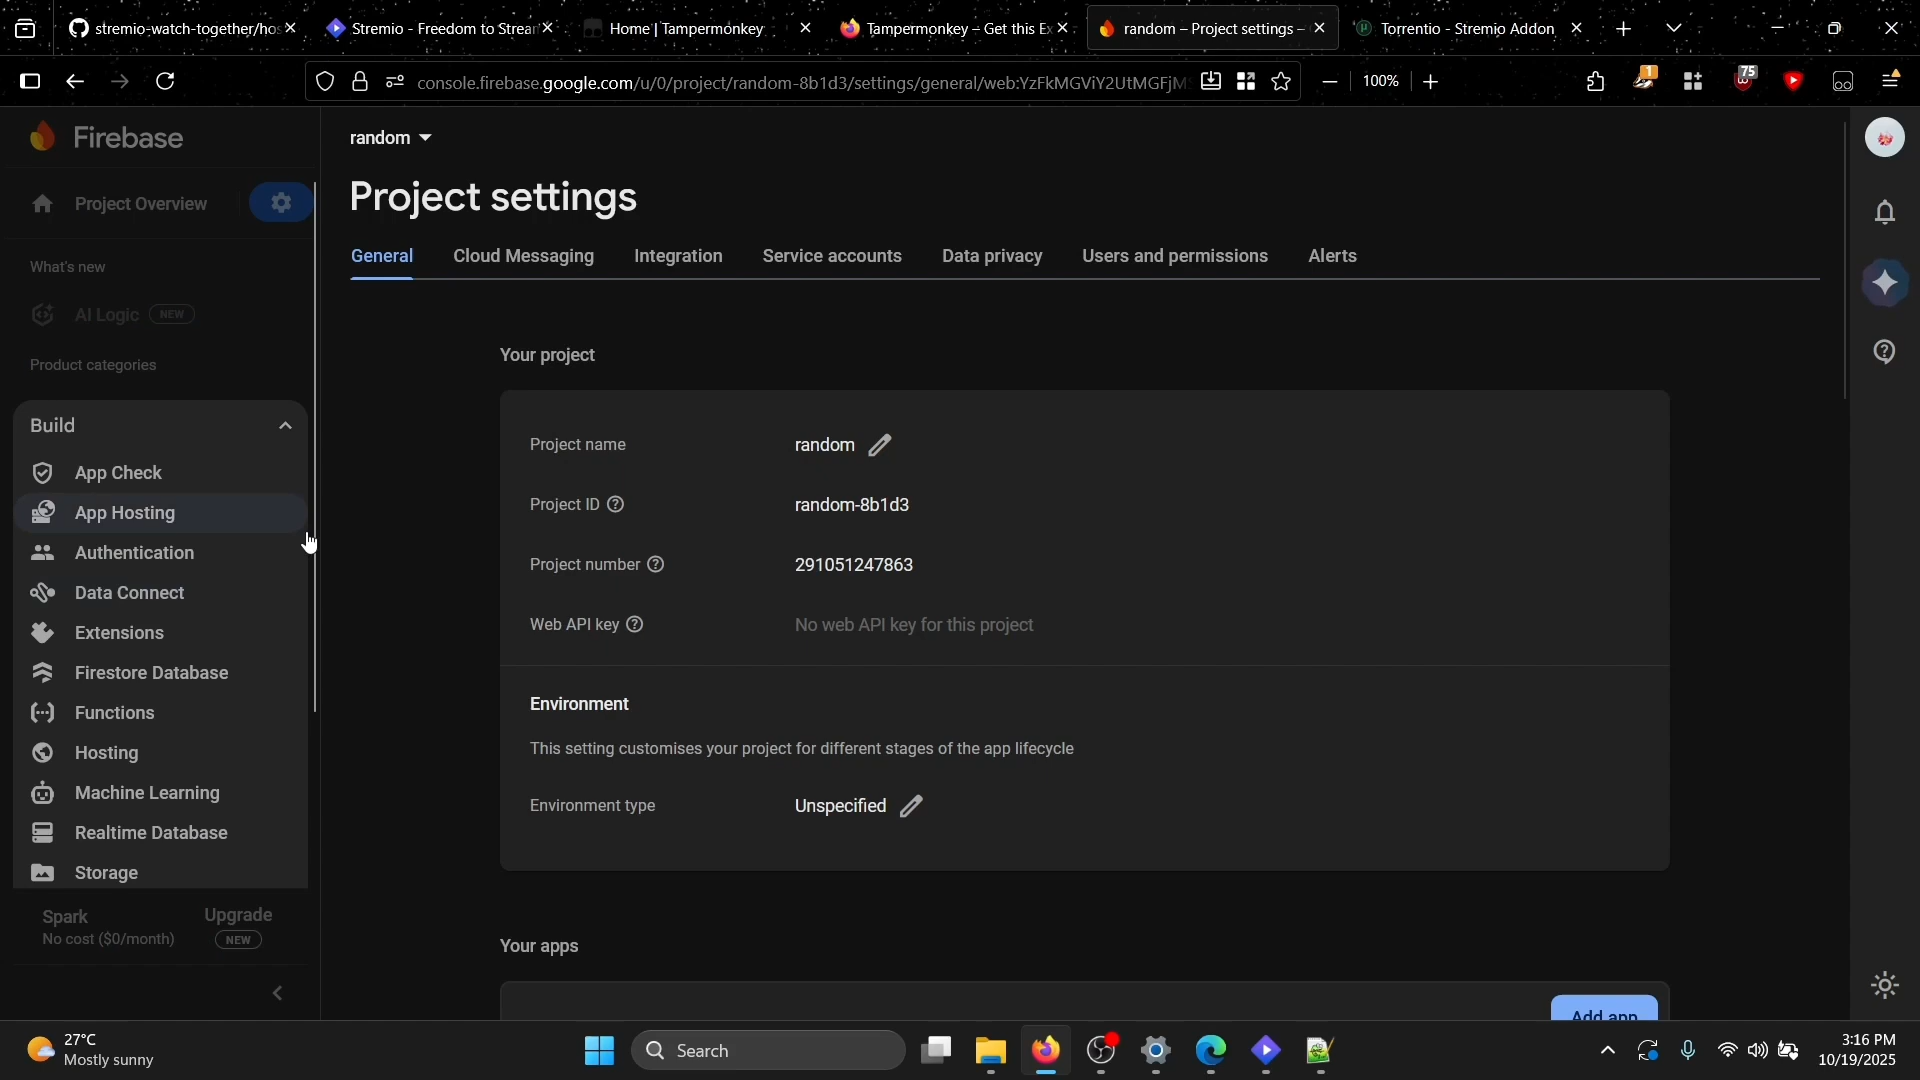 stremio-watch-together/hos
Stremio - Freedom to Strea
Home | Tampermonkey
Tampermonkey – Get this Ex
random – Project settings –
Torrentio - Stremio Addon
console.firebase.google.com/u/0/project/random-8b1d3/settings/general/web:YzFkMGViY2UtMGFjM
100%
1
75
Firebase
random
Project Overview
Project settings
General
Cloud Messaging
Integration
Service accounts
Data privacy
Users and permissions
Alerts
What's new
AI Logic NEW
Product categories
Build
App Check
App Hosting
Authentication
Data Connect
Extensions
Firestore Database
Functions
Hosting
Machine Learning
Realtime Database
Storage
Spark
No cost ($0/month)
Upgrade
NEW
Your project
Project name random
Project ID random-8b1d3
Project number 291051247863
Web API key No web API key for this project
Environment
This setting customises your project for different stages of the app lifecycle
Environment type Unspecified
Your apps
Add app
27°C
Mostly sunny
Search
3:16 PM
10/19/2025